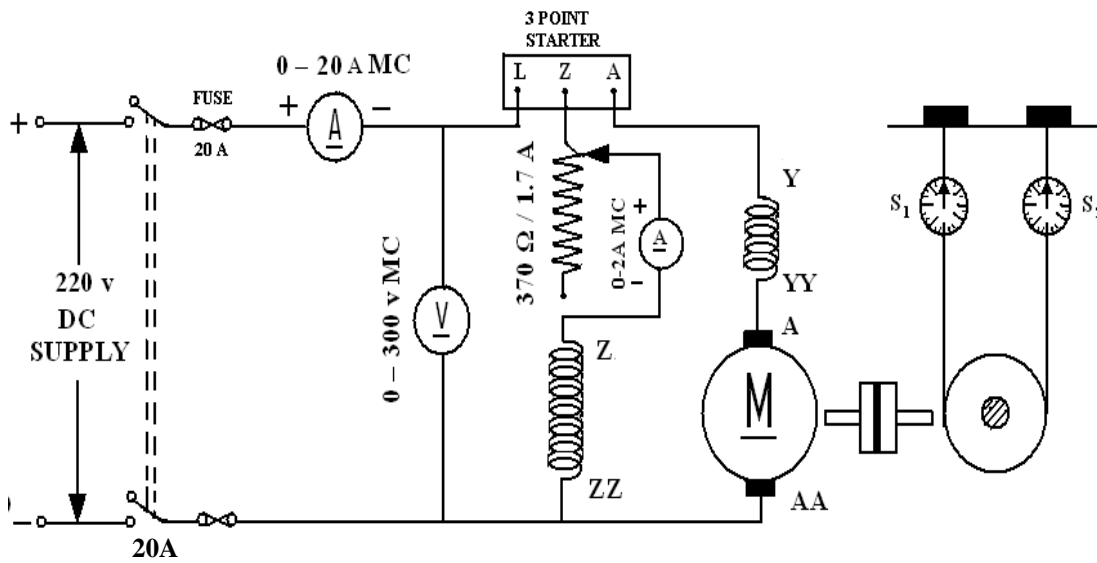 3 POINT
STARTER
L Z A
0 – 20 A MC
+ A –
FUSE
20 A
+
220 v
DC
SUPPLY
–
20A
0 – 300 v MC
V
370 Ω / 1.7 A
0-2A MC
+
A
–
Z
ZZ
Y
YY
A
M
AA
S1
S